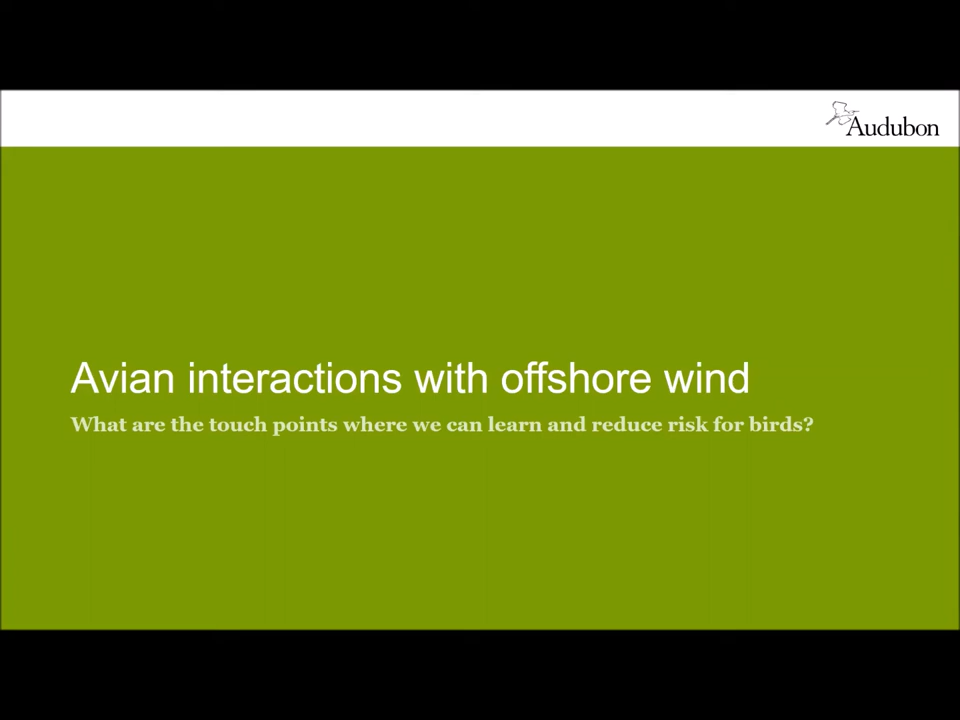 Audubon
Avian interactions with offshore wind
What are the touch points where we can learn and reduce risk for birds?